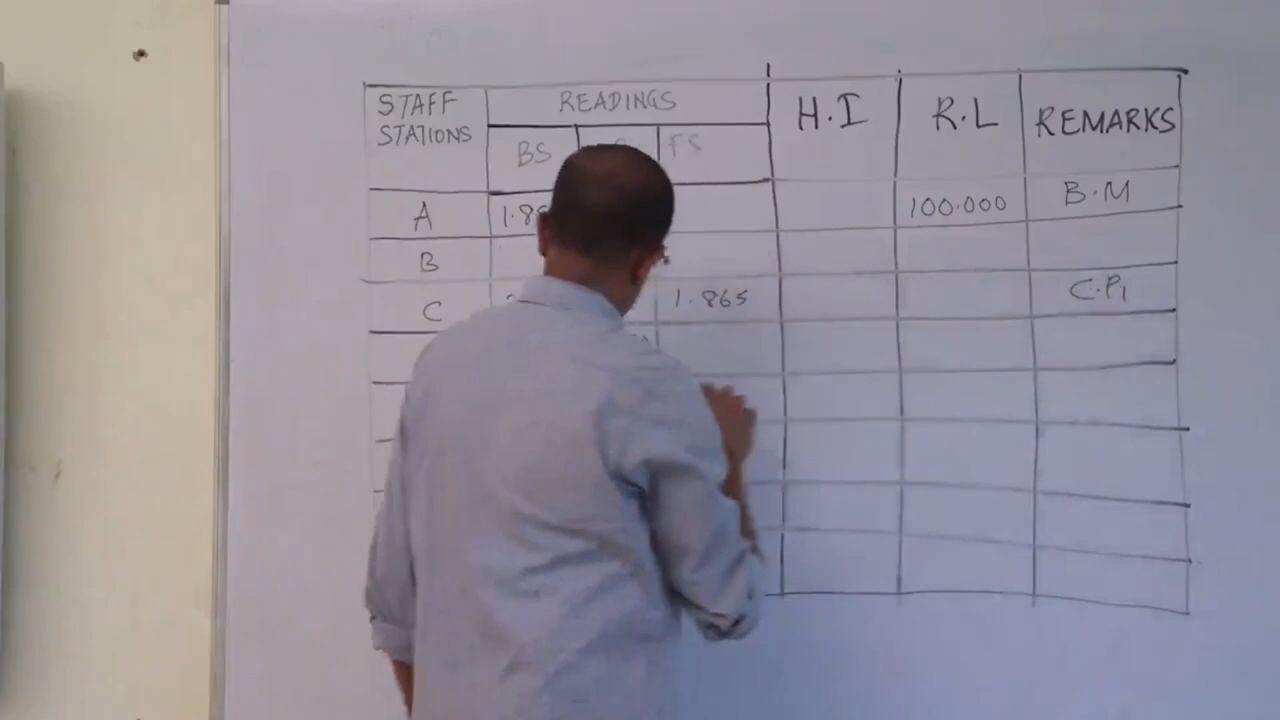 STAFF STATIONS READINGS H.I R.L REMARKS
BS FS
A 100.000 B.M
B
C 1.865 C.P1